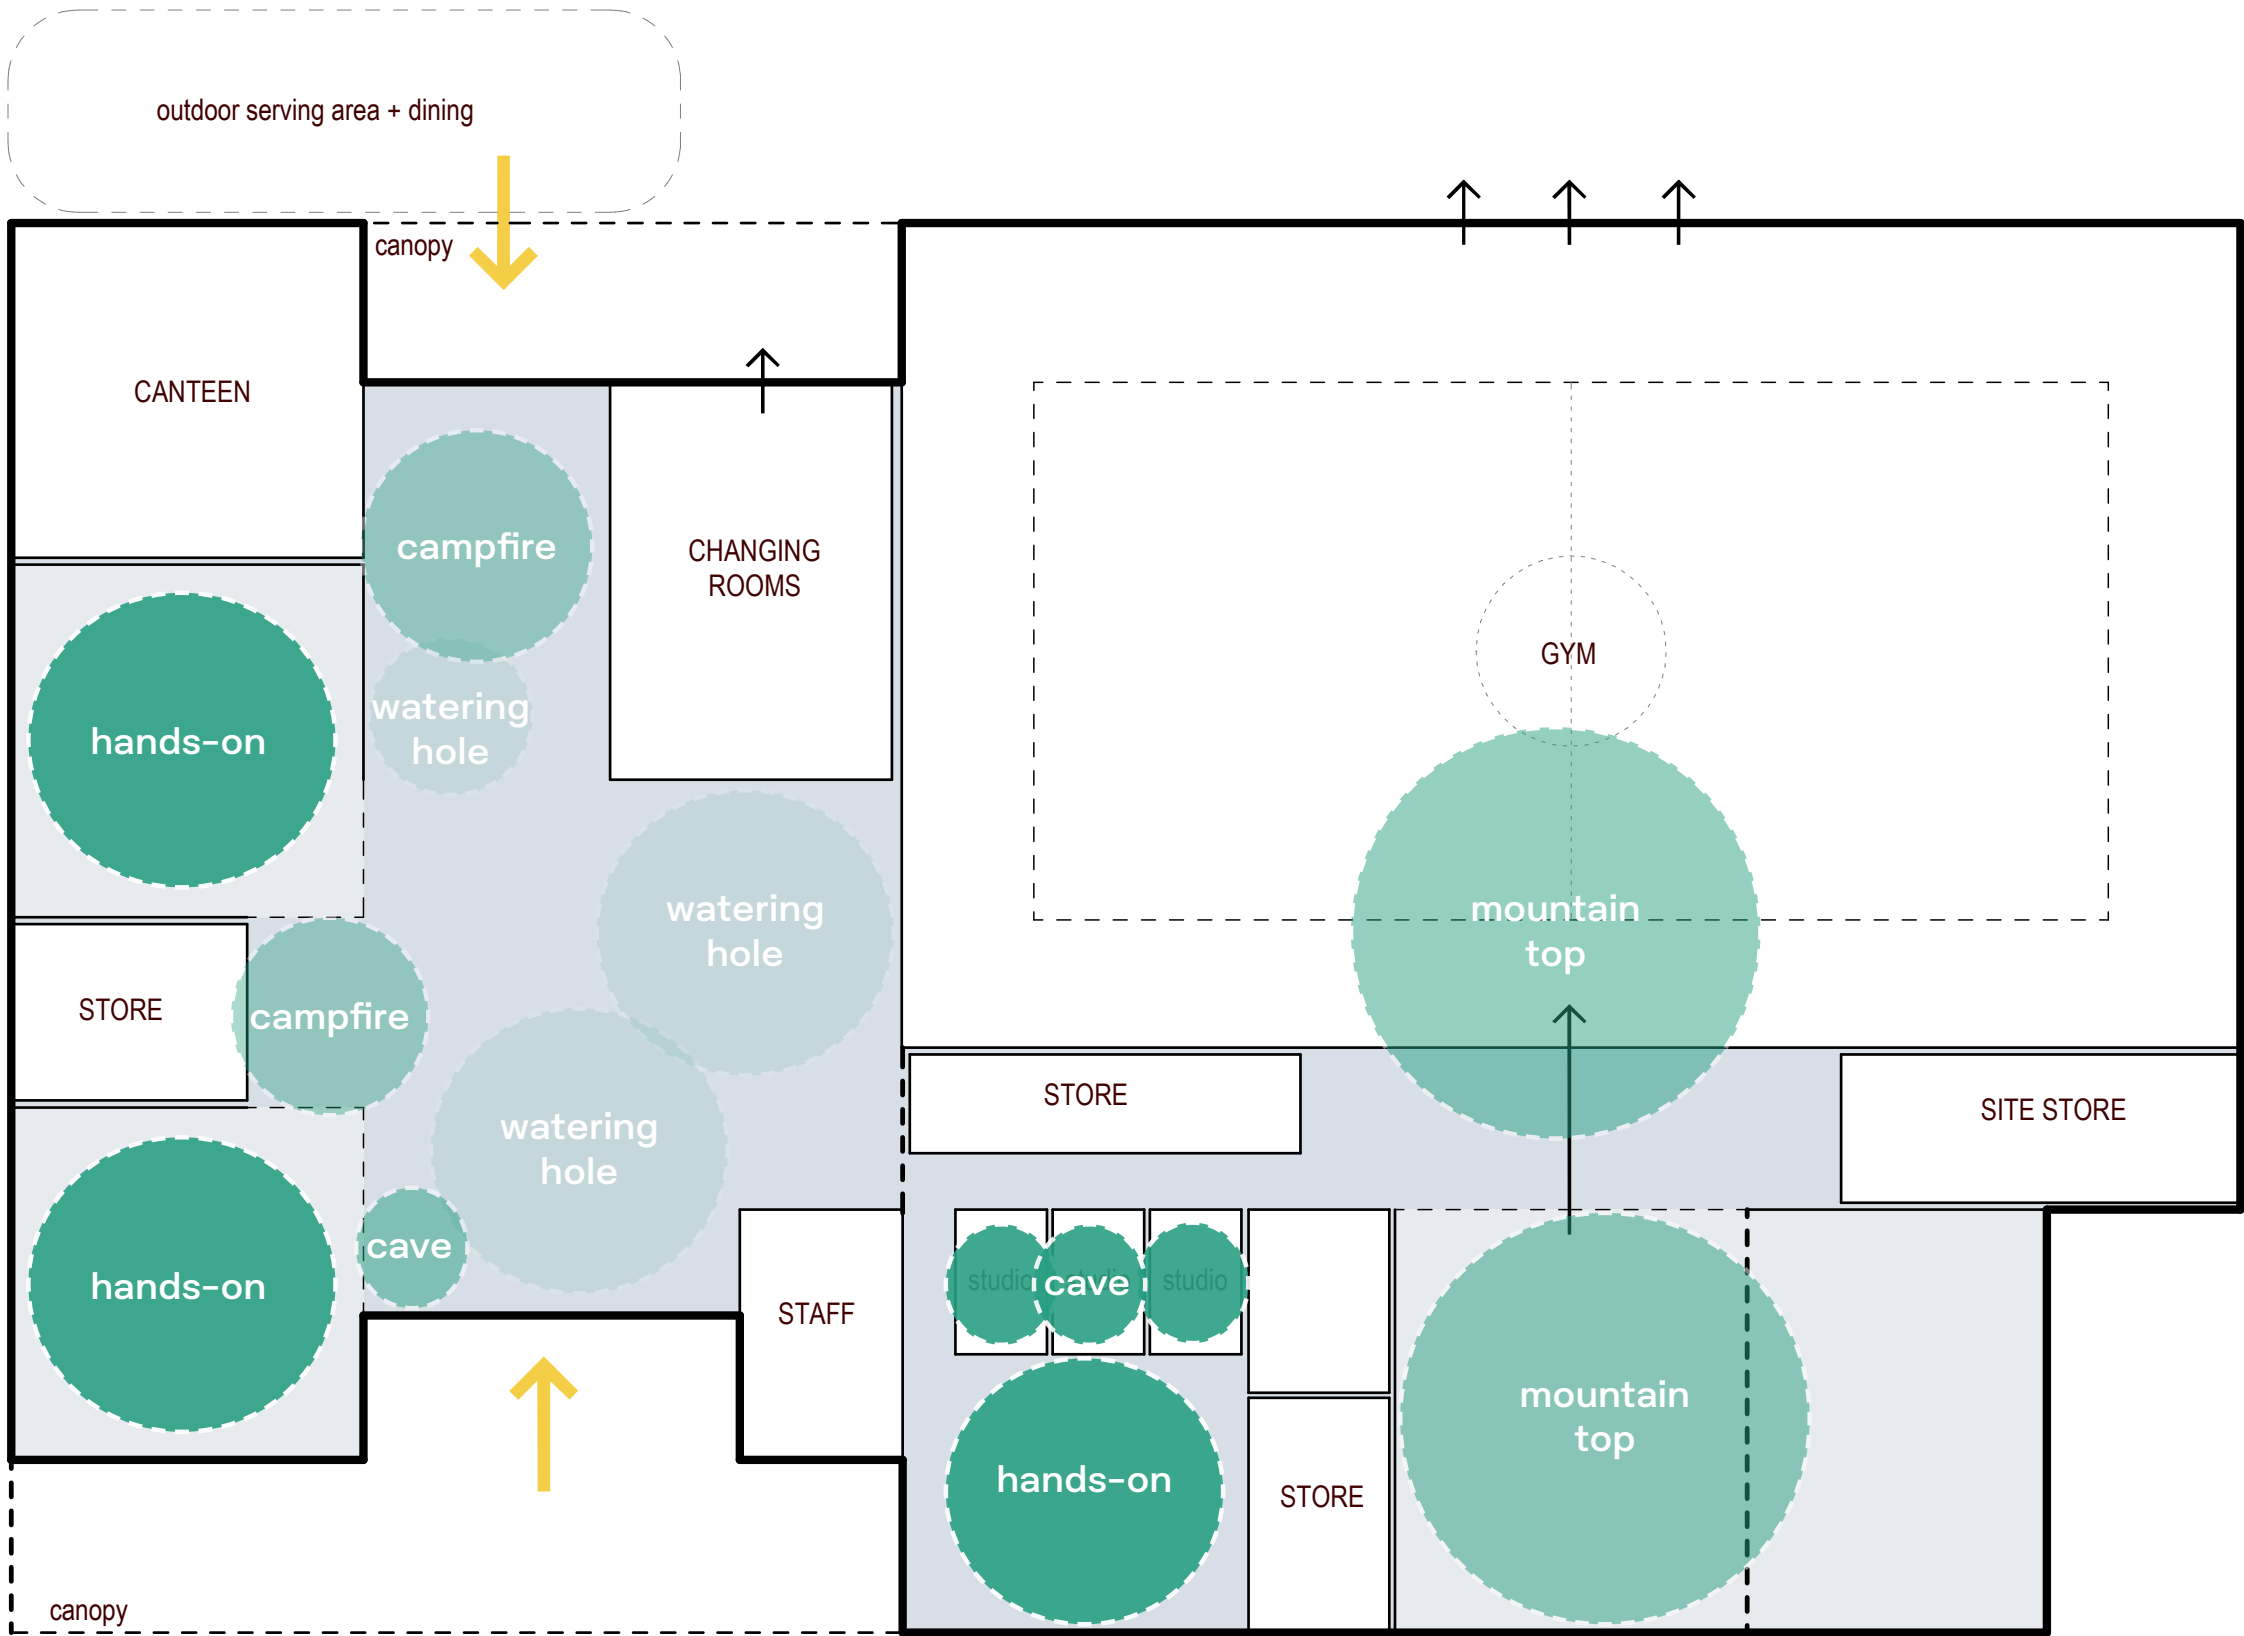 outdoor serving area + dining
canopy
CANTEEN
campfire
CHANGING
ROOMS
GYM
watering
hole
hands-on
watering
hole
mountain
top
STORE
campfire
STORE
SITE STORE
watering
hole
cave
hands-on
STAFF
studio
cave
studio
mountain
top
hands-on
STORE
canopy